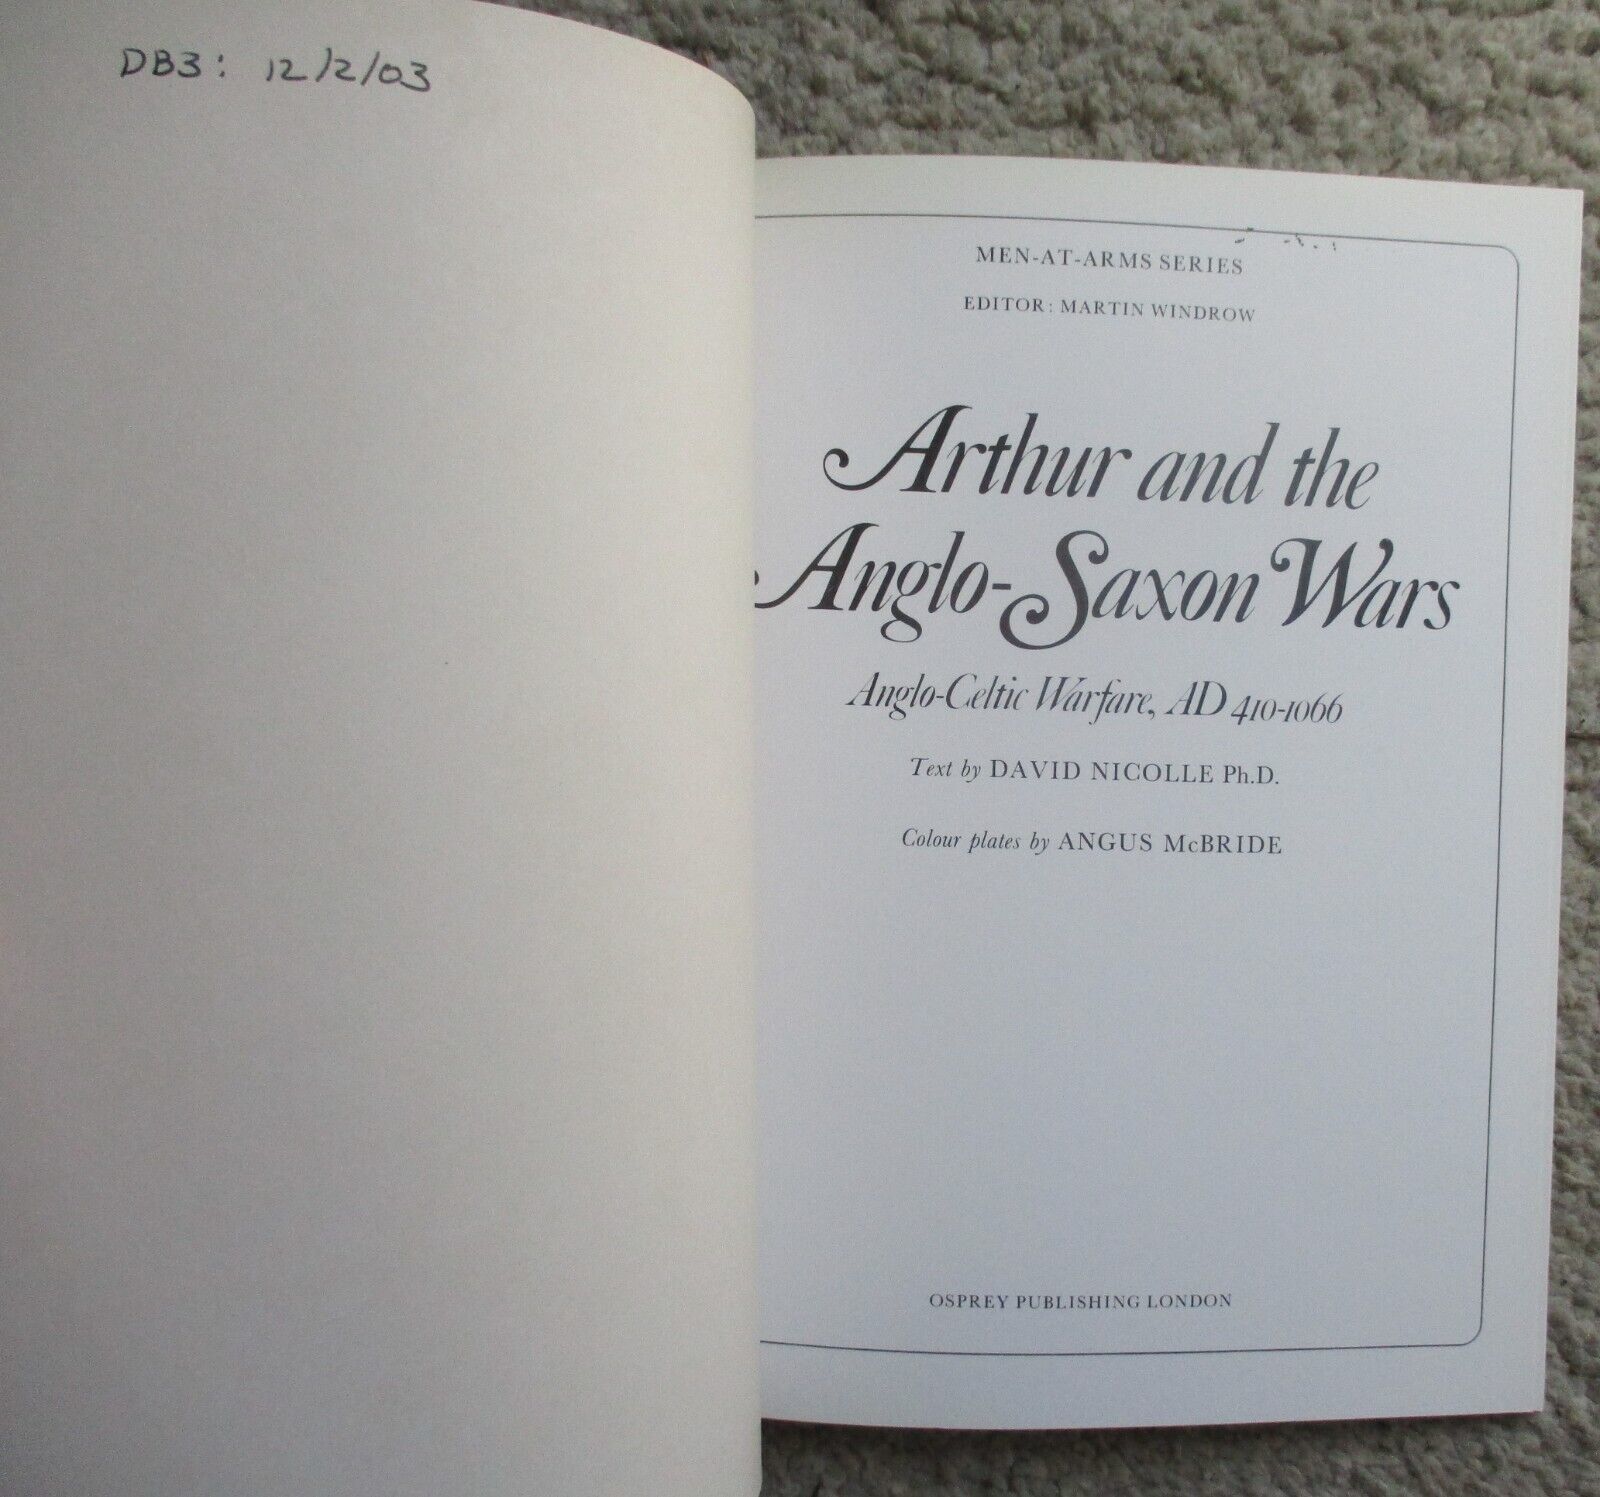 DB3: 12/2/03
MEN-AT-ARMS SERIES
EDITOR: MARTIN WINDROW
Arthur and the
Anglo-Saxon Wars
Anglo-Celtic Warfare, AD 410-1066
Text by DAVID NICOLLE Ph.D.
Colour plates by ANGUS McBRIDE
OSPREY PUBLISHING LONDON